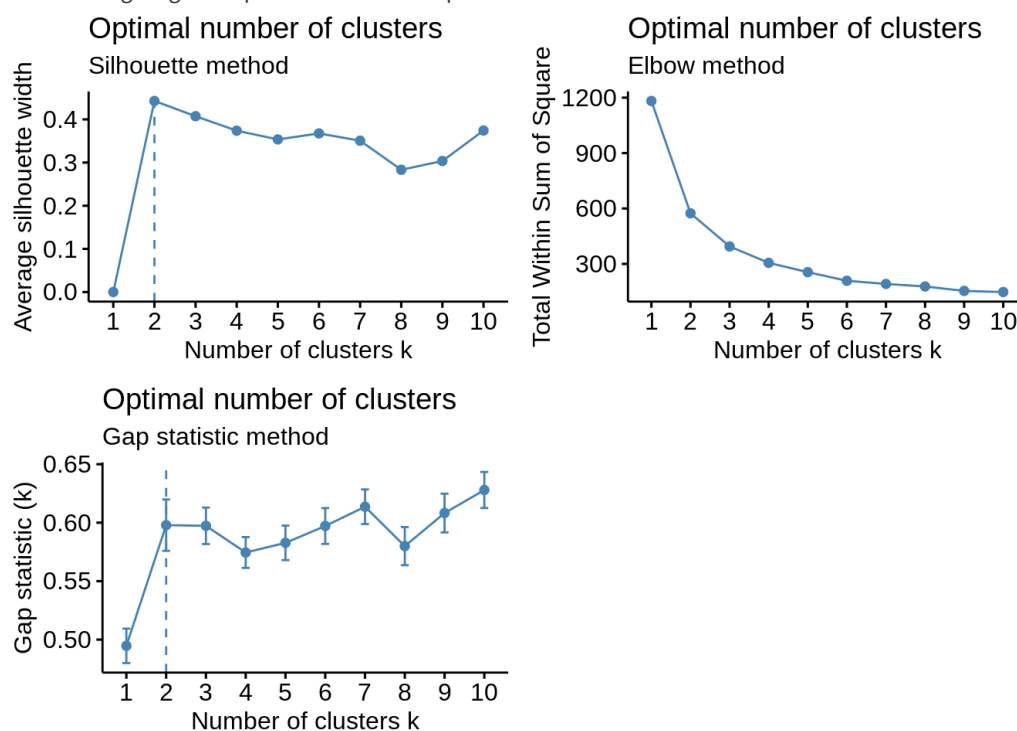 Optimal number of clusters
Silhouette method
Average silhouette width
0.4
0.3
0.2
0.1
0.0
1 2 3 4 5 6 7 8 9 10
Number of clusters k
Optimal number of clusters
Elbow method
Total Within Sum of Square
1200
900
600
300
1 2 3 4 5 6 7 8 9 10
Number of clusters k
Optimal number of clusters
Gap statistic method
Gap statistic (k)
0.65
0.60
0.55
0.50
1 2 3 4 5 6 7 8 9 10
Number of clusters k